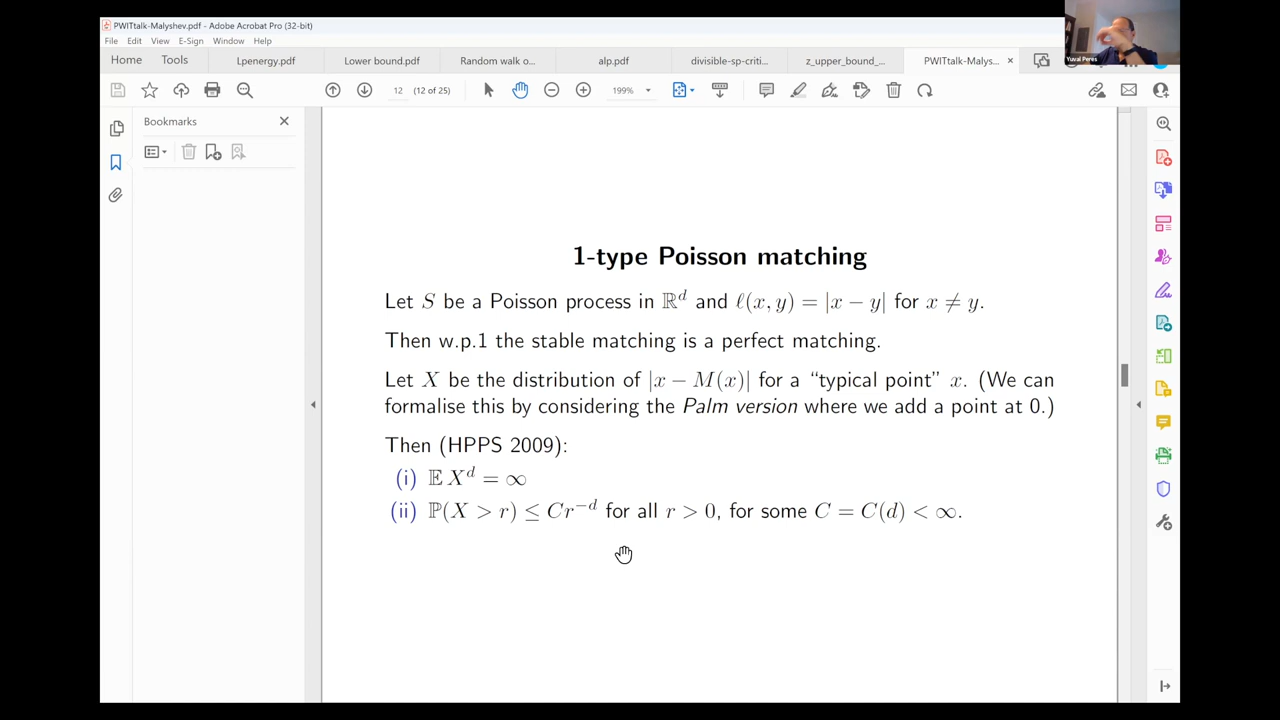 PWITtalk-Malyshev.pdf - Adobe Acrobat Pro (32-bit)
File Edit View E-Sign Window Help
Home Tools Lpenergy.pdf Lower bound.pdf Random walk o... alp.pdf divisible-sp-criti... z_upper_bound_... PWITtalk-Malys...
12 (12 of 25) 199%
Yuval Peres
Bookmarks
1-type Poisson matching
Let S be a Poisson process in ℝ^d and ℓ(x, y) = |x − y| for x ≠ y.
Then w.p.1 the stable matching is a perfect matching.
Let X be the distribution of |x − M(x)| for a “typical point” x. (We can
formalise this by considering the Palm version where we add a point at 0.)
Then (HPPS 2009):
(i) 𝔼 X^d = ∞
(ii) ℙ(X > r) ≤ Cr^{−d} for all r > 0, for some C = C(d) < ∞.